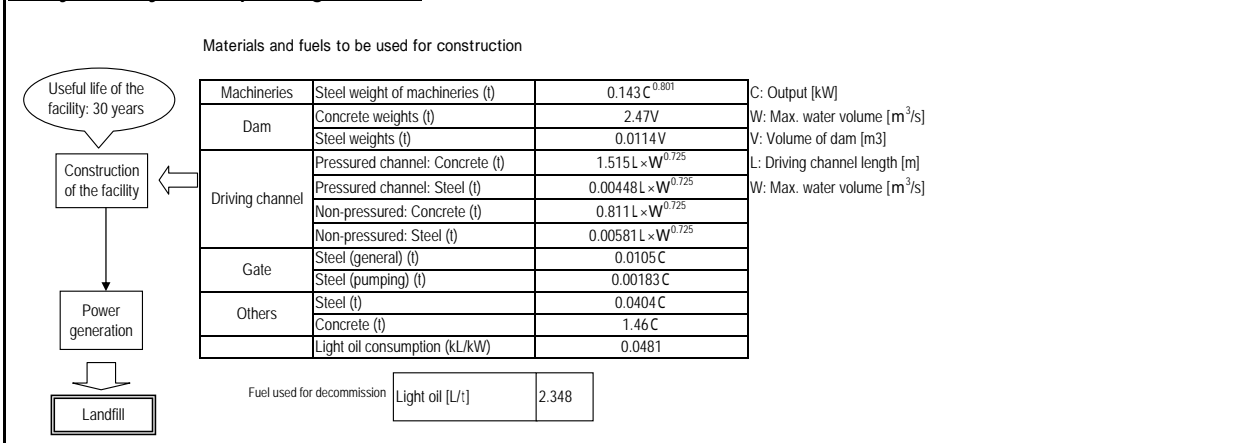 Materials and fuels to be used for construction
Useful life of the
facility: 30 years
Construction
of the facility
Power
generation
Landfill
Machineries Steel weight of machineries (t) 0.143C^0.801 C: Output [kW]
Dam Concrete weights (t) 2.47V W: Max. water volume [m³/s]
Steel weights (t) 0.0114V V: Volume of dam [m3]
Driving channel Pressured channel: Concrete (t) 1.515L×W^0.725 L: Driving channel length [m]
Pressured channel: Steel (t) 0.00448L×W^0.725 W: Max. water volume [m³/s]
Non-pressured: Concrete (t) 0.811L×W^0.725
Non-pressured: Steel (t) 0.00581L×W^0.725
Gate Steel (general) (t) 0.0105C
Steel (pumping) (t) 0.00183C
Others Steel (t) 0.0404C
Concrete (t) 1.46C
Light oil consumption (kL/kW) 0.0481
Fuel used for decommission Light oil [L/t] 2.348